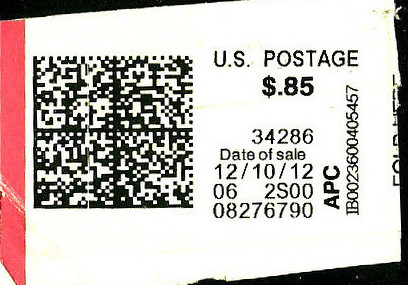 U.S. POSTAGE
$.85
34286
Date of sale
12/10/12
06 2S00
08276790
APC
IB0023600405457